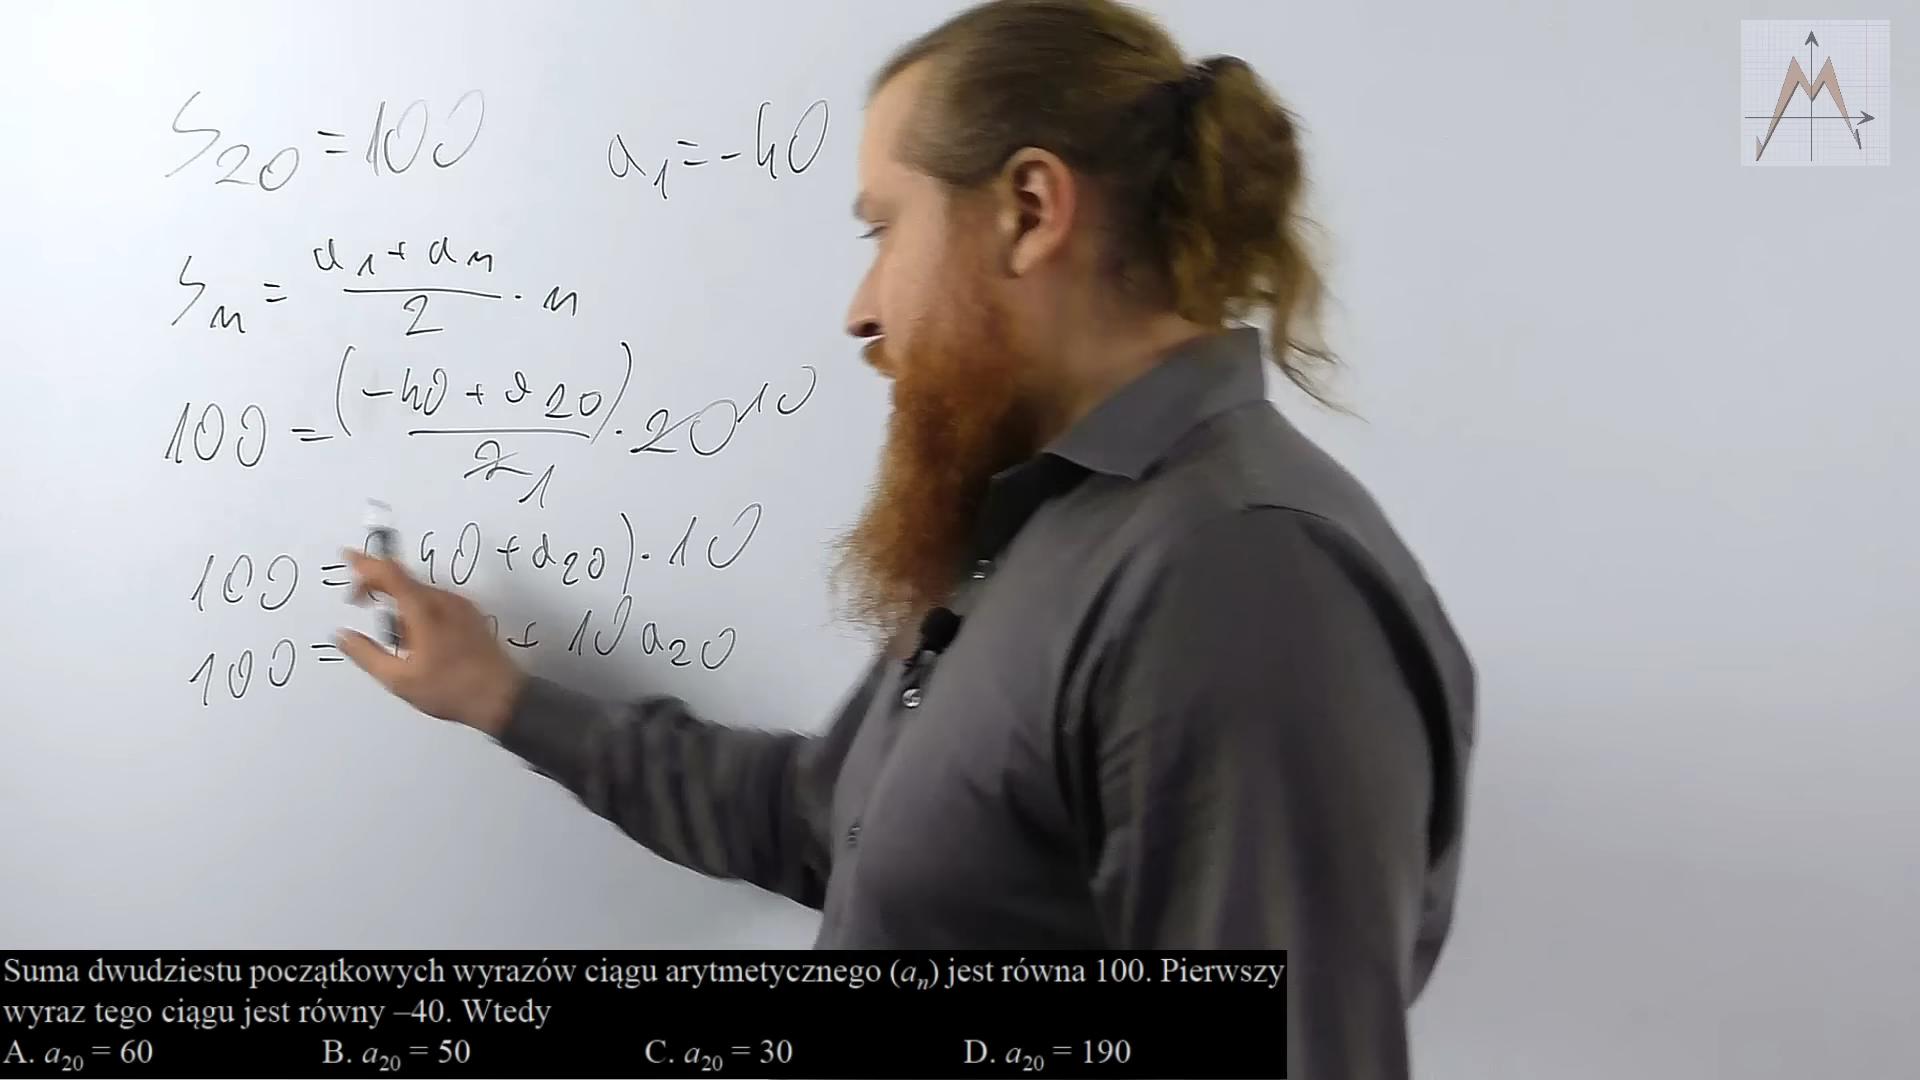 S₂₀ = 100 a₁ = -40
Sₙ = (a₁ + aₙ)/2 · n
100 = (-40 + a₂₀)/2 1 · 20 10
100 = 40 + a₂₀) · 10
100 = + 10a₂₀
Suma dwudziestu początkowych wyrazów ciągu arytmetycznego (aₙ) jest równa 100. Pierwszy
wyraz tego ciągu jest równy –40. Wtedy
A. a₂₀ = 60 B. a₂₀ = 50 C. a₂₀ = 30 D. a₂₀ = 190